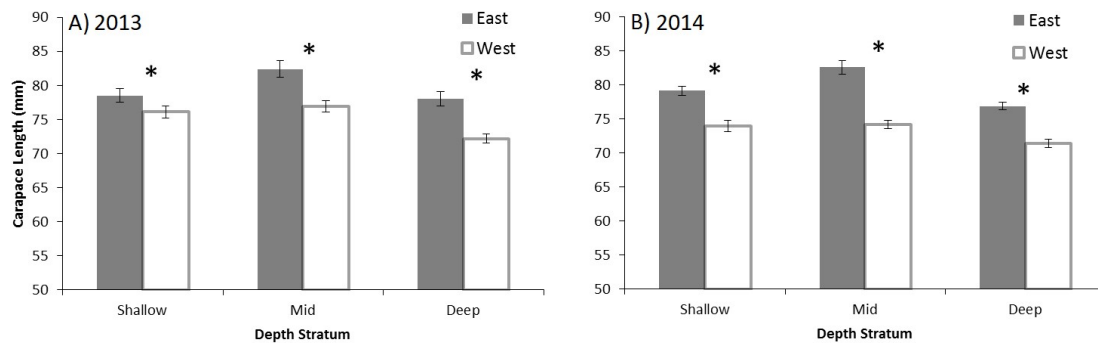 A) 2013
East
West
*
*
*
Carapace Length (mm)
90
85
80
75
70
65
60
55
50
Shallow
Mid
Deep
Depth Stratum
B) 2014
East
West
*
*
*
90
85
80
75
70
65
60
55
50
Shallow
Mid
Deep
Depth Stratum